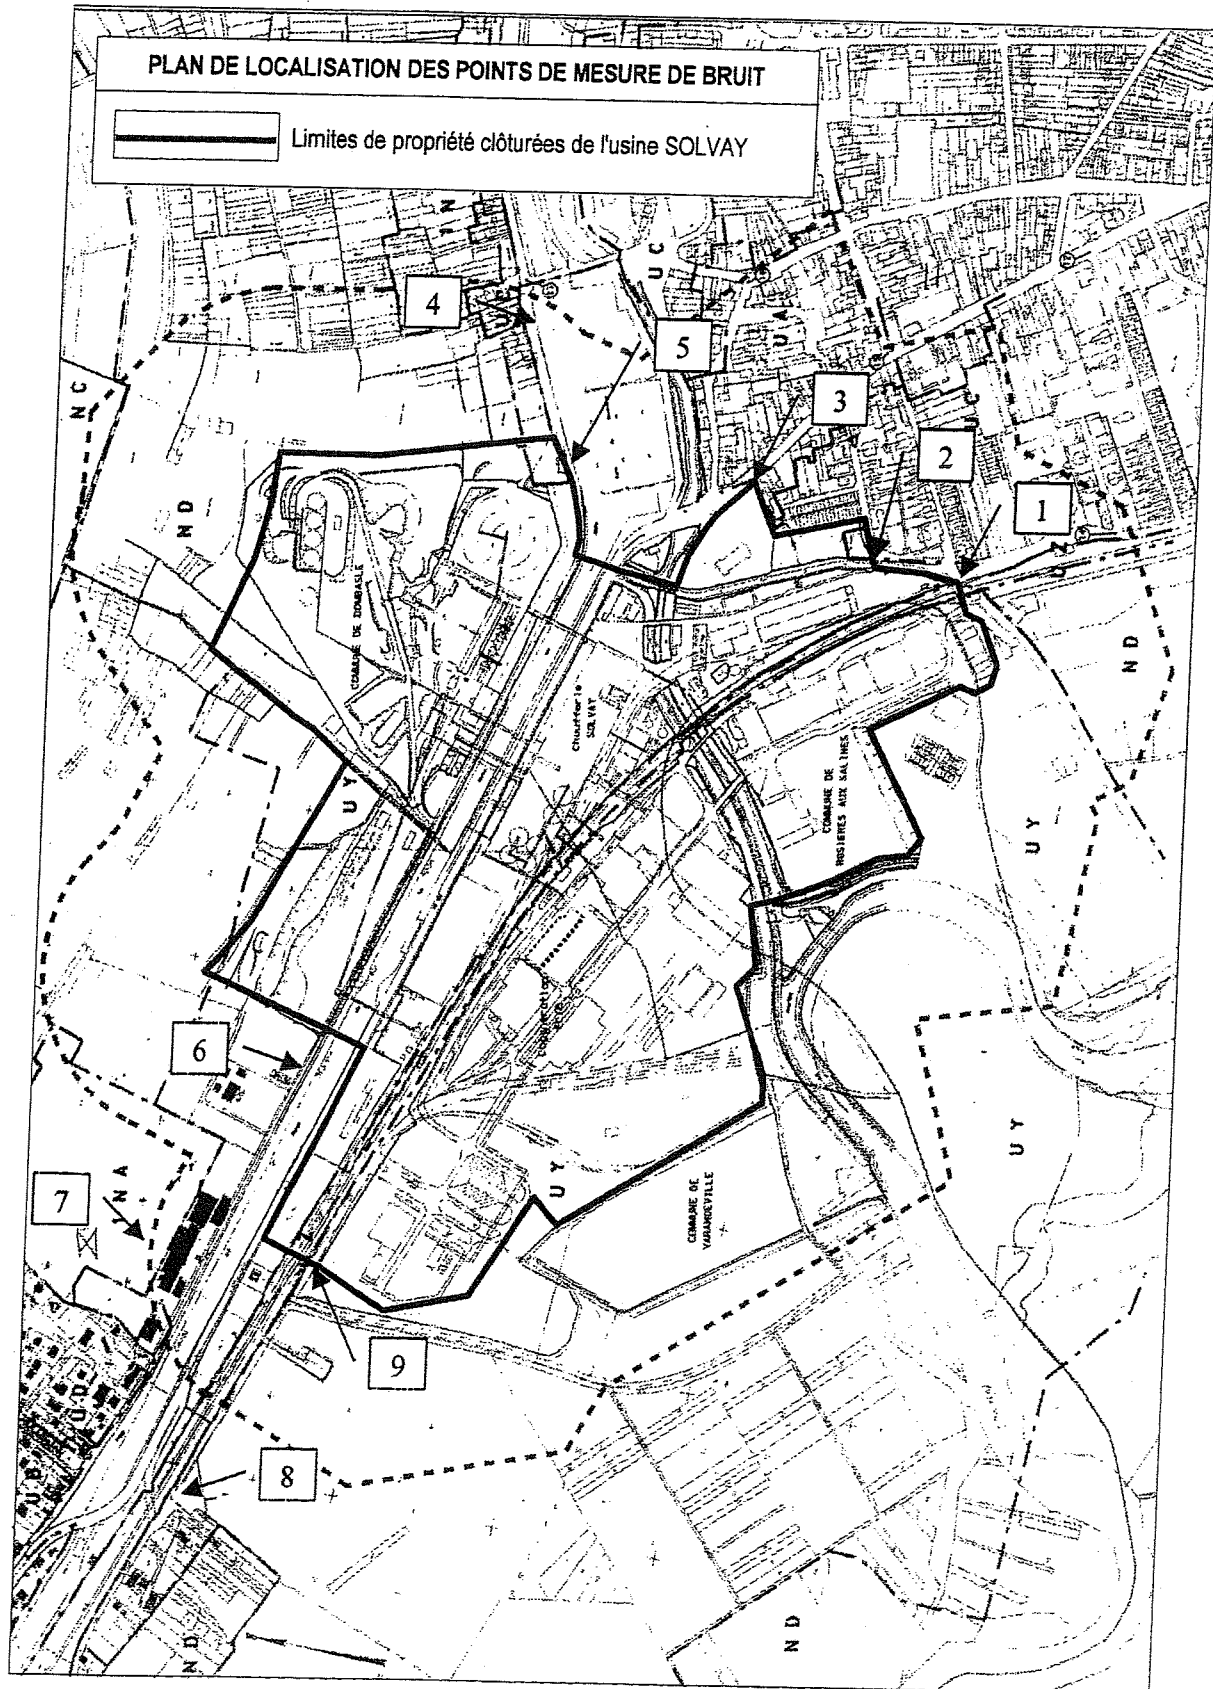 PLAN DE LOCALISATION DES POINTS DE MESURE DE BRUIT
Limites de propriété clôturées de l'usine SOLVAY
N C
N D
4
5
U C
U A
3
2
1
U C
U Z
N D
COMMUNE DE DOMBASLE
Chaufferie
SOLVAY
COMMUNE DE
ROSIERES AUX SALINES
U Y
U Y
6
7
U Y
U Y
COMMUNE DE
VARANGEVILLE
9
8
U D
U B
N D
N D